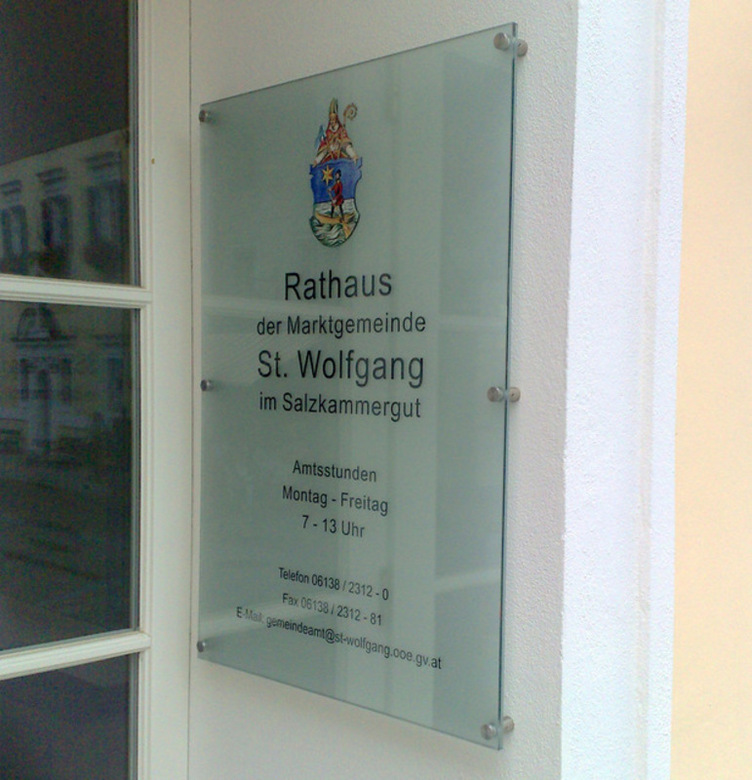 Rathaus
der Marktgemeinde
St. Wolfgang
im Salzkammergut
Amtsstunden
Montag - Freitag
7 - 13 Uhr
Telefon 06138 / 2312 - 0
Fax 06138 / 2312 - 81
E-Mail: gemeindeamt@st-wolfgang.ooe.gv.at